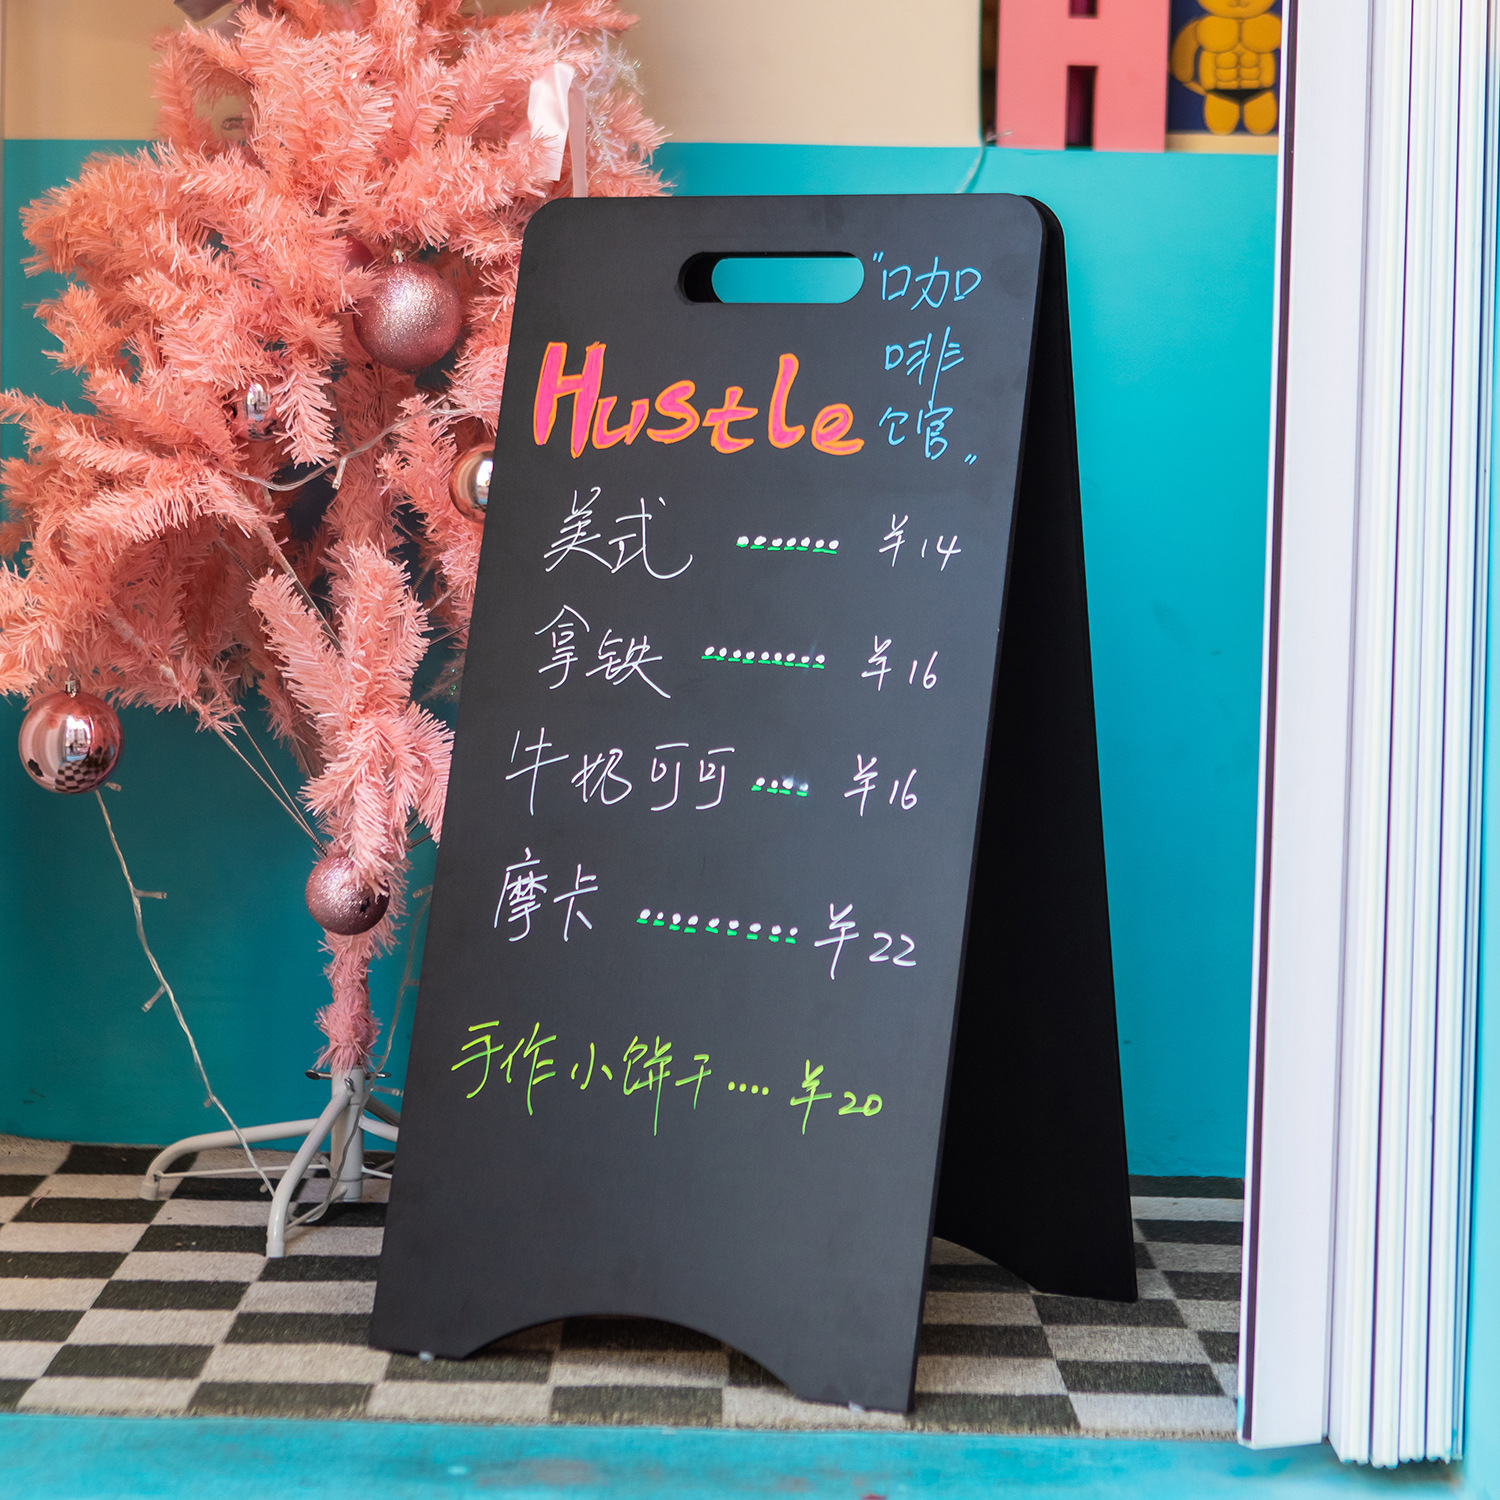 Hustle
"咖
啡
馆"
美式 ······· ¥14
拿铁 ········· ¥16
牛奶可可 ···· ¥16
摩卡 ········· ¥22
手作小饼干 ···· ¥20
H